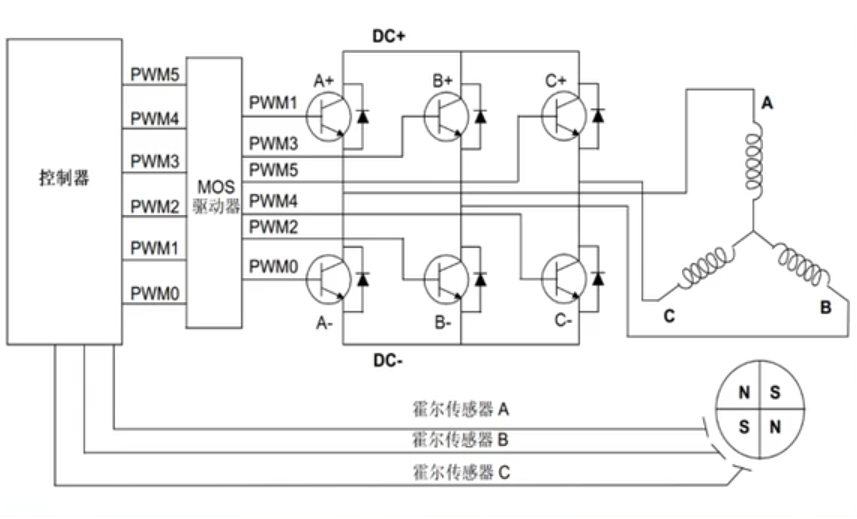 DC+
PWM5
PWM4
PWM3
PWM2
PWM1
PWM0
控制器
MOS
驱动器
PWM1
PWM3
PWM5
PWM4
PWM2
PWM0
A+
B+
C+
A-
B-
C-
DC-
A
C
B
N S
S N
霍尔传感器 A
霍尔传感器 B
霍尔传感器 C